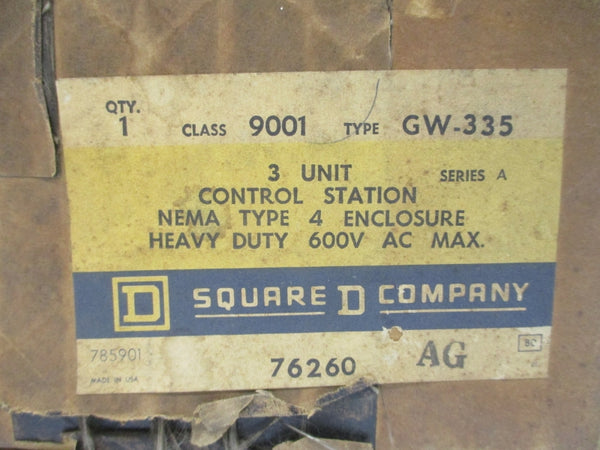 QTY. 1 CLASS 9001 TYPE GW-335
3 UNIT SERIES A
CONTROL STATION
NEMA TYPE 4 ENCLOSURE
HEAVY DUTY 600V AC MAX.
D SQUARE D COMPANY
785901 76260 AG 80
MADE IN USA